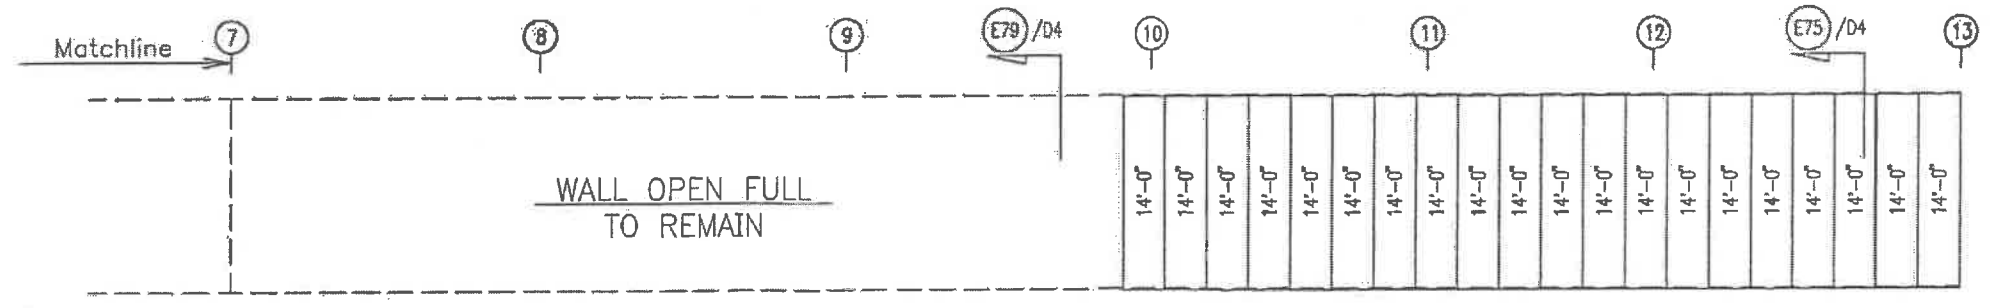 Matchline 7 8 9 E79 /D4 10 11 12 E75 /D4 13
WALL OPEN FULL
TO REMAIN
14'-0" 14'-0" 14'-0" 14'-0" 14'-0" 14'-0" 14'-0" 14'-0" 14'-0" 14'-0" 14'-0" 14'-0" 14'-0" 14'-0" 14'-0" 14'-0" 14'-0" 14'-0" 14'-0" 14'-0"